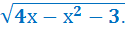 √4x − x² − 3.